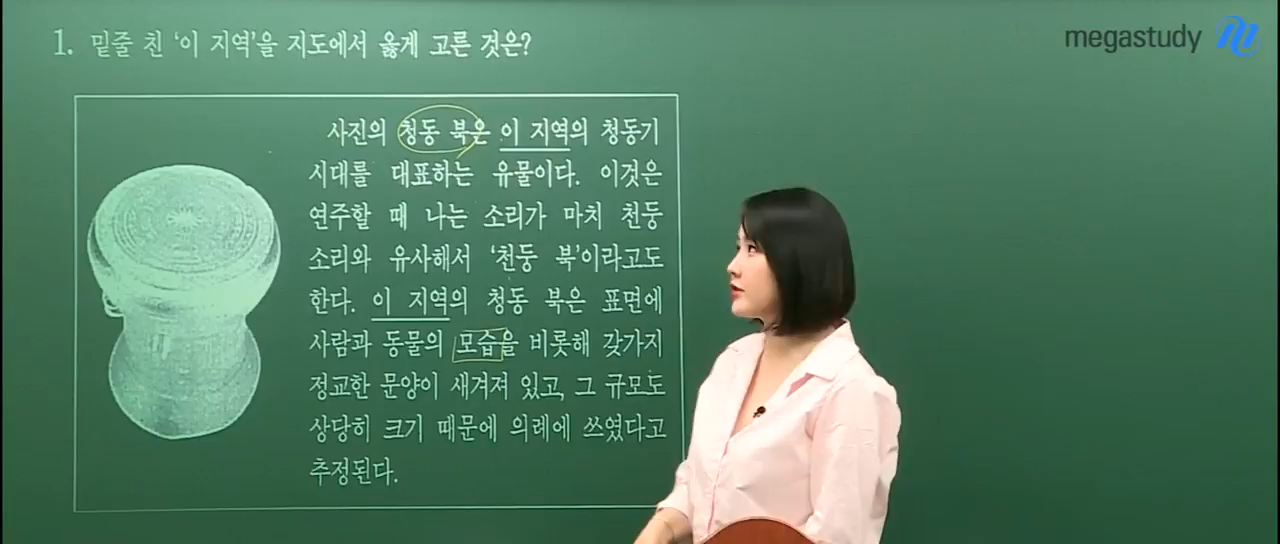 1. 밑줄 친 '이 지역'을 지도에서 옳게 고른 것은?
megastudy
사진의 청동 북은 이 지역의 청동기
시대를 대표하는 유물이다. 이것은
연주할 때 나는 소리가 마치 천둥
소리와 유사해서 '천둥 북'이라고도
한다. 이 지역의 청동 북은 표면에
사람과 동물의 모습을 비롯해 갖가지
정교한 문양이 새겨져 있고, 그 규모도
상당히 크기 때문에 의례에 쓰였다고
추정된다.